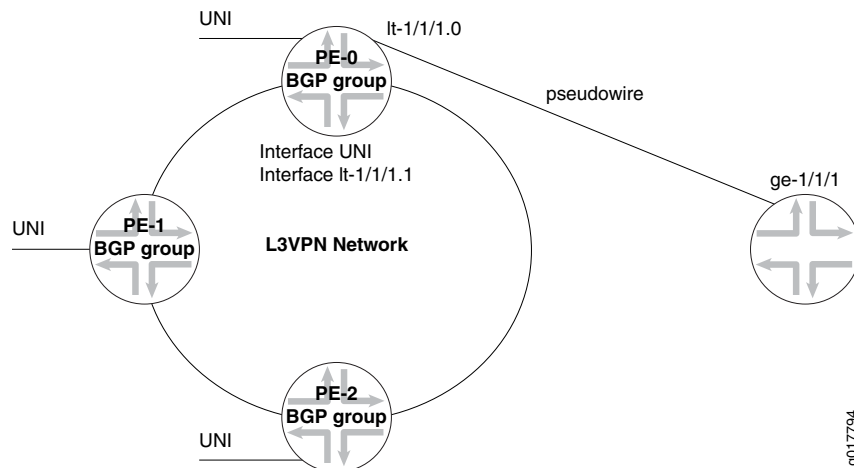 UNI
lt-1/1/1.0
PE-0
BGP group
pseudowire
Interface UNI
Interface lt-1/1/1.1
ge-1/1/1
UNI
PE-1
BGP group
L3VPN Network
PE-2
BGP group
UNI
g017794